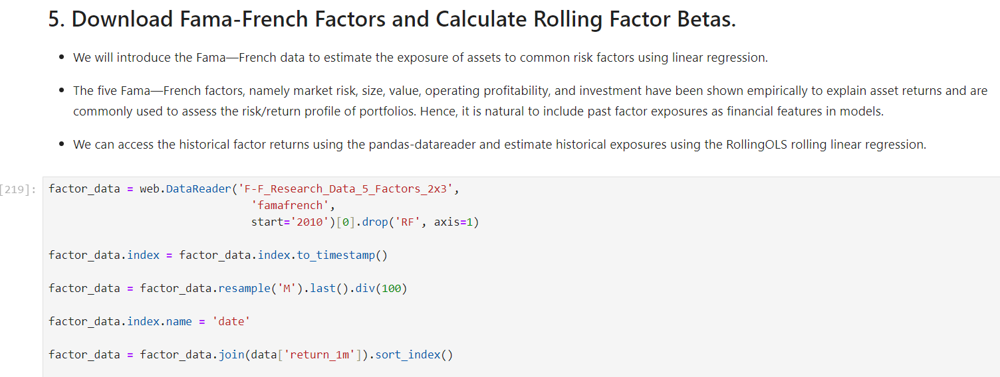 5. Download Fama-French Factors and Calculate Rolling Factor Betas.
• We will introduce the Fama—French data to estimate the exposure of assets to common risk factors using linear regression.
• The five Fama—French factors, namely market risk, size, value, operating profitability, and investment have been shown empirically to explain asset returns and are
commonly used to assess the risk/return profile of portfolios. Hence, it is natural to include past factor exposures as financial features in models.
• We can access the historical factor returns using the pandas-datareader and estimate historical exposures using the RollingOLS rolling linear regression.
[219]: factor_data = web.DataReader('F-F_Research_Data_5_Factors_2x3',
'famafrench',
start='2010')[0].drop('RF', axis=1)
factor_data.index = factor_data.index.to_timestamp()
factor_data = factor_data.resample('M').last().div(100)
factor_data.index.name = 'date'
factor_data = factor_data.join(data['return_1m']).sort_index()